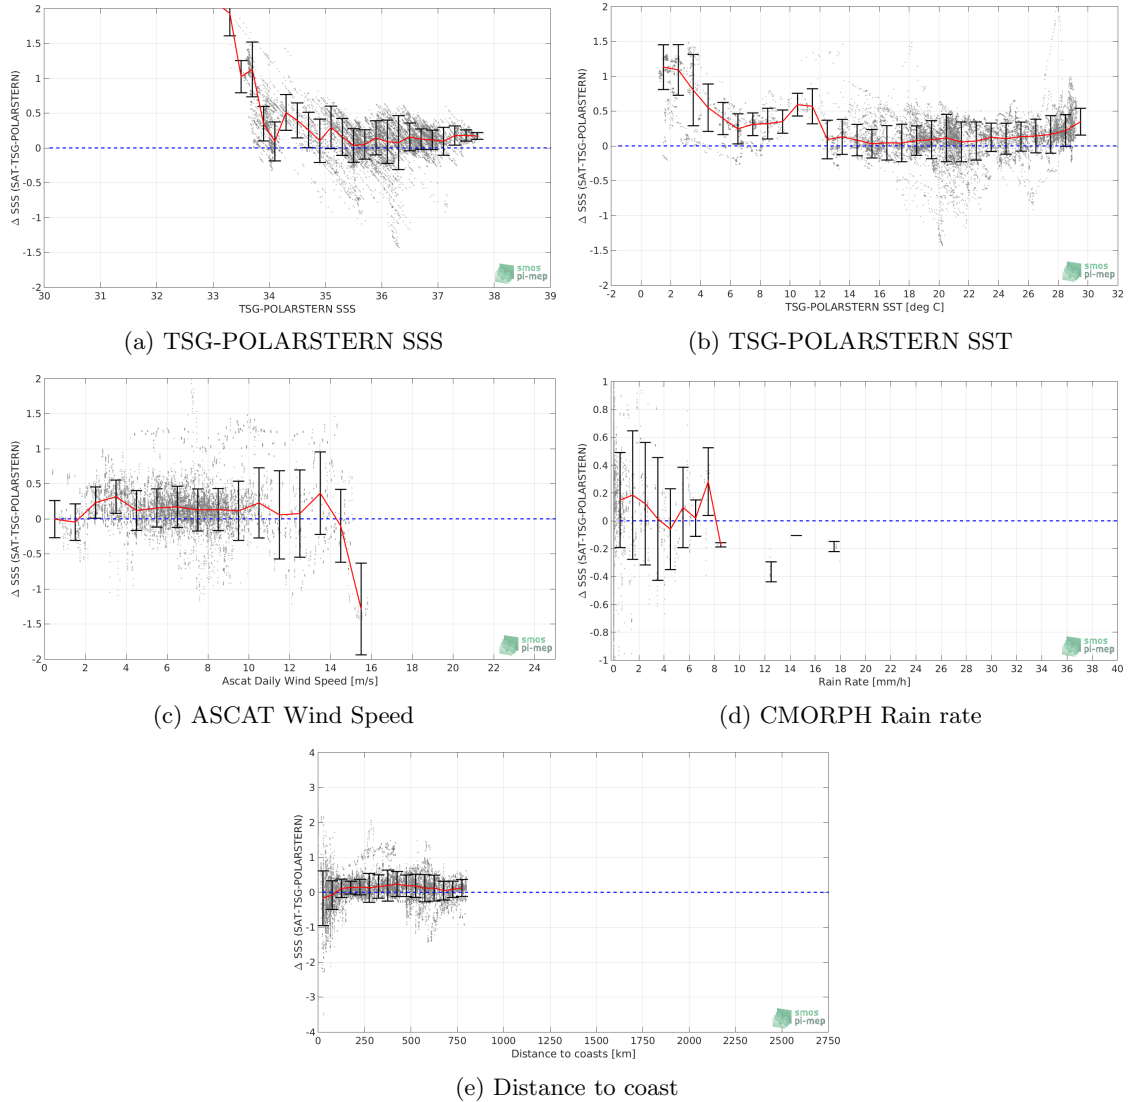 2
1.5
1
0.5
0
-0.5
-1
-1.5
-2
Δ SSS (SAT-TSG-POLARSTERN)
30 31 32 33 34 35 36 37 38 39
TSG-POLARSTERN SSS
smos
pi-mep
(a) TSG-POLARSTERN SSS
2
1.5
1
0.5
0
-0.5
-1
-1.5
-2
Δ SSS (SAT-TSG-POLARSTERN)
-2 0 2 4 6 8 10 12 14 16 18 20 22 24 26 28 30 32
TSG-POLARSTERN SST [deg C]
smos
pi-mep
(b) TSG-POLARSTERN SST
2
1.5
1
0.5
0
-0.5
-1
-1.5
-2
Δ SSS (SAT-TSG-POLARSTERN)
0 2 4 6 8 10 12 14 16 18 20 22 24
Ascat Daily Wind Speed [m/s]
smos
pi-mep
(c) ASCAT Wind Speed
1
0.8
0.6
0.4
0.2
0
-0.2
-0.4
-0.6
-0.8
-1
Δ SSS (SAT-TSG-POLARSTERN)
0 2 4 6 8 10 12 14 16 18 20 22 24 26 28 30 32 34 36 38 40
Rain Rate [mm/h]
smos
pi-mep
(d) CMORPH Rain rate
4
3
2
1
0
-1
-2
-3
-4
Δ SSS (SAT-TSG-POLARSTERN)
0 250 500 750 1000 1250 1500 1750 2000 2250 2500 2750
Distance to coasts [km]
smos
pi-mep
(e) Distance to coast